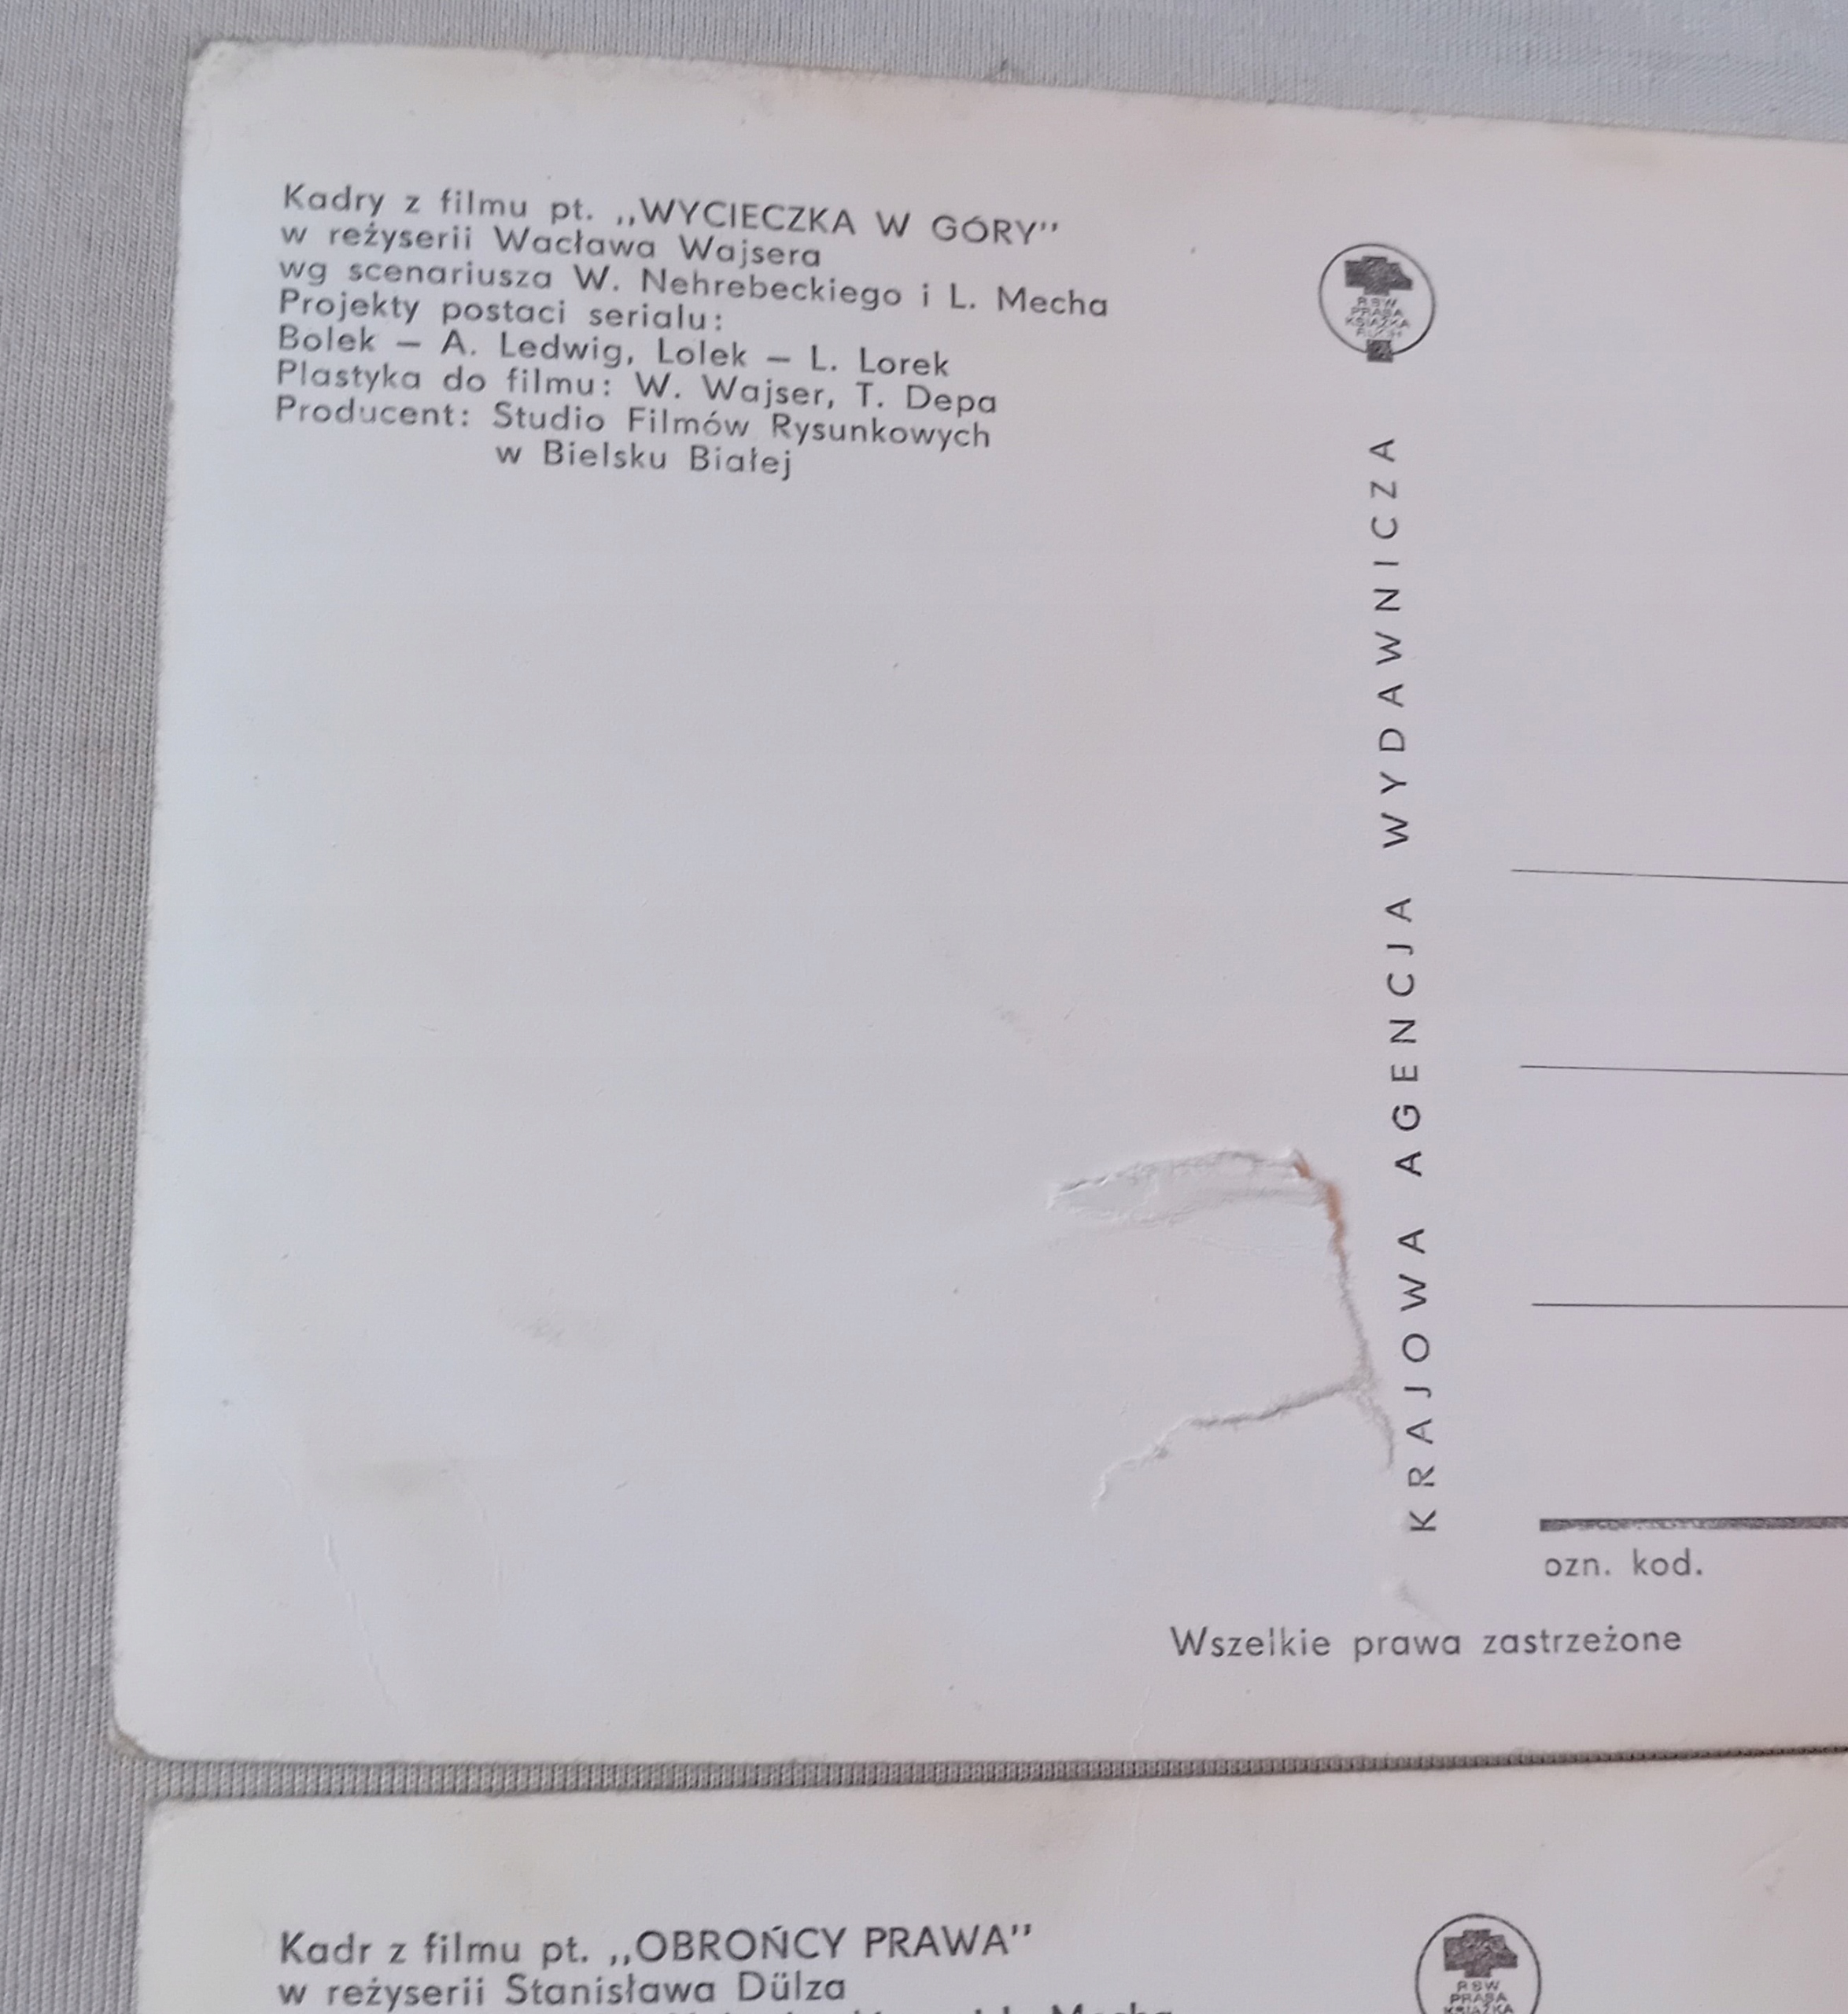 Kadry z filmu pt. ,,WYCIECZKA W GÓRY"
w reżyserii Wacława Wajsera
wg scenariusza W. Nehrebeckiego i L. Mecha
Projekty postaci serialu:
Bolek — A. Ledwig, Lolek — L. Lorek
Plastyka do filmu: W. Wajser, T. Depa
Producent: Studio Filmów Rysunkowych
w Bielsku Białej
RSW
PRASA
KSIĄŻKA
RUCH
KRAJOWA AGENCJA WYDAWNICZA
ozn. kod.
Wszelkie prawa zastrzeżone
Kadr z filmu pt. ,,OBROŃCY PRAWA"
w reżyserii Stanisława Dülza
Mecha
RSW
PRASA
KSIĄŻKA